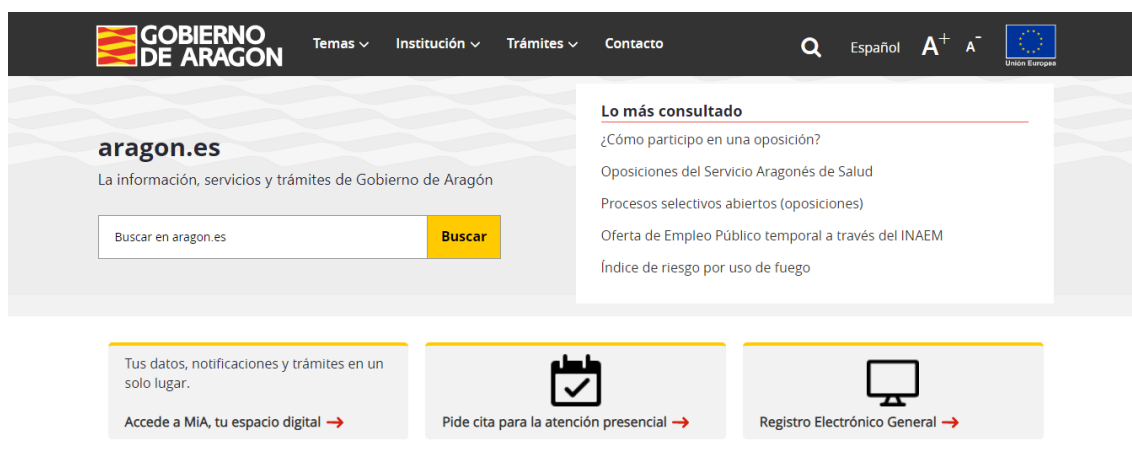 GOBIERNO
DE ARAGON
Temas
Institución
Trámites
Contacto
Español
A+
A-
Unión Europea
aragon.es
La información, servicios y trámites de Gobierno de Aragón
Buscar en aragon.es
Buscar
Lo más consultado
¿Cómo participo en una oposición?
Oposiciones del Servicio Aragonés de Salud
Procesos selectivos abiertos (oposiciones)
Oferta de Empleo Público temporal a través del INAEM
Índice de riesgo por uso de fuego
Tus datos, notificaciones y trámites en un
solo lugar.
Accede a MiA, tu espacio digital
Pide cita para la atención presencial
Registro Electrónico General